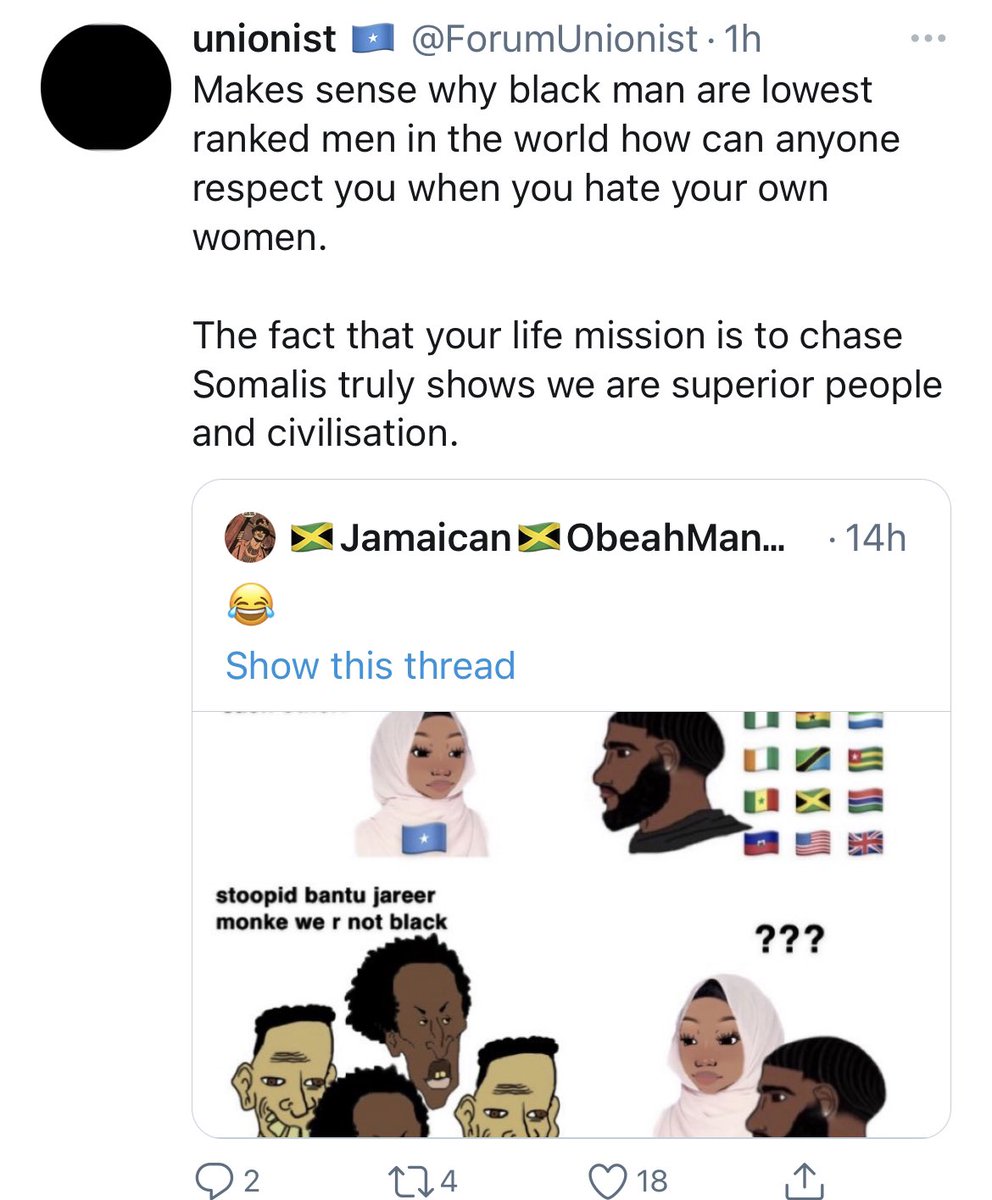 unionist 🇸🇴 @ForumUnionist · 1h
Makes sense why black man are lowest
ranked men in the world how can anyone
respect you when you hate your own
women.
The fact that your life mission is to chase
Somalis truly shows we are superior people
and civilisation.
🇯🇲Jamaican🇯🇲ObeahMan... · 14h
😂
Show this thread
stoopid bantu jareer
monke we r not black
???
2
4
18